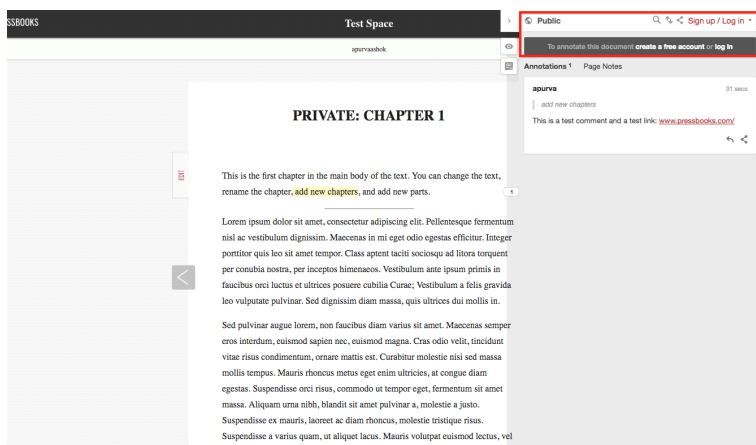 SSBOOKS
Test Space
apurvaashok
Public
Sign up / Log in
To annotate this document create a free account or log in
Annotations 1 Page Notes
apurva 31 secs
add new chapters
This is a test comment and a test link: www.pressbooks.com/
PRIVATE: CHAPTER 1
EDIT
This is the first chapter in the main body of the text. You can change the text,
rename the chapter, add new chapters, and add new parts.
1
Lorem ipsum dolor sit amet, consectetur adipiscing elit. Pellentesque fermentum
nisl ac vestibulum dignissim. Maecenas in mi eget odio egestas efficitur. Integer
porttitor quis leo sit amet tempor. Class aptent taciti sociosqu ad litora torquent
per conubia nostra, per inceptos himenaeos. Vestibulum ante ipsum primis in
faucibus orci luctus et ultrices posuere cubilia Curae; Vestibulum a felis gravida
leo vulputate pulvinar. Sed dignissim diam massa, quis ultrices dui mollis in.
Sed pulvinar augue lorem, non faucibus diam varius sit amet. Maecenas semper
eros interdum, euismod sapien nec, euismod magna. Cras odio velit, tincidunt
vitae risus condimentum, ornare mattis est. Curabitur molestie nisi sed massa
mollis tempus. Mauris rhoncus metus eget enim ultricies, at congue diam
egestas. Suspendisse orci risus, commodo ut tempor eget, fermentum sit amet
massa. Aliquam urna nibh, blandit sit amet pulvinar a, molestie a justo.
Suspendisse ex mauris, laoreet ac diam rhoncus, molestie tristique risus.
Suspendisse a varius quam, ut aliquet lacus. Mauris volutpat euismod lectus, vel